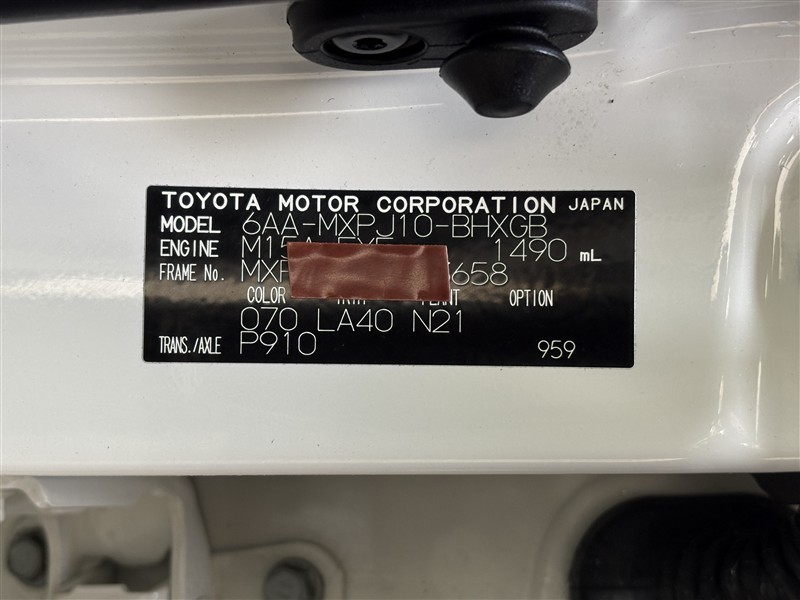 TOYOTA MOTOR CORPORATION JAPAN
MODEL 6AA-MXPJ10-BHXGB
ENGINE 1490 mL
FRAME No.
COLOR OPTION
070 LA40 N21
TRANS./AXLE P910 959